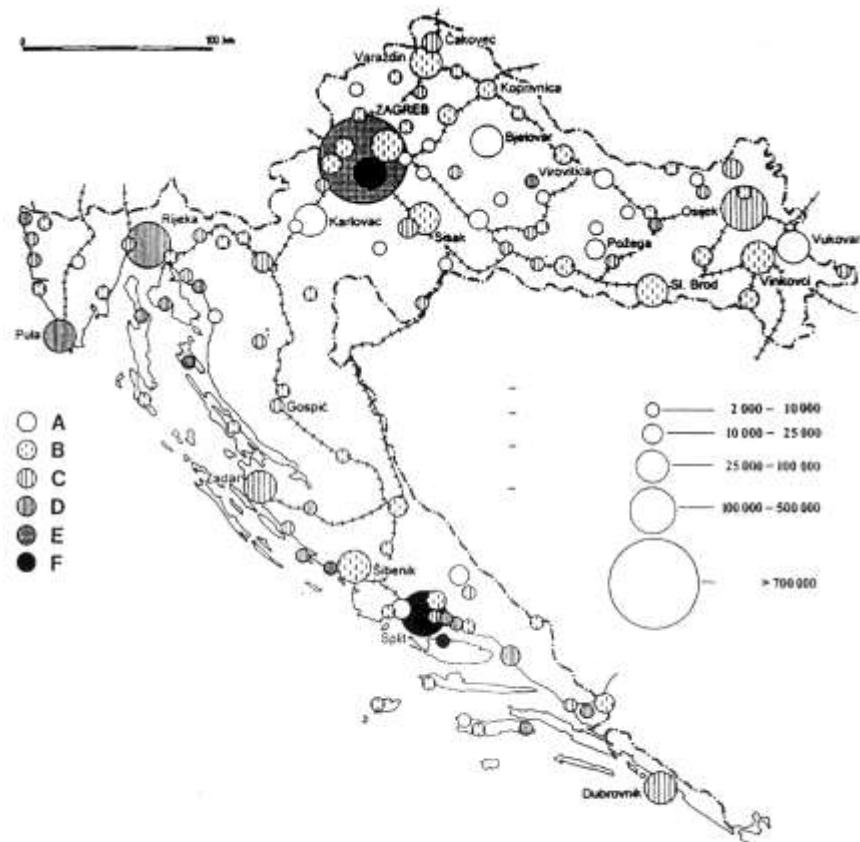 0 100 km
Čakovec
Varaždin
Koprivnica
ZAGREB
Bjelovar
Virovitica
Rijeka
Karlovac
Sisak
Osijek
Požega
Vukovar
Sl. Brod
Vinkovci
Pula
Gospić
A
B
C
D
E
F
2 000 – 10 000
10 000 – 25 000
25 000 – 100 000
100 000 – 500 000
> 700 000
Zadar
Šibenik
Split
Dubrovnik